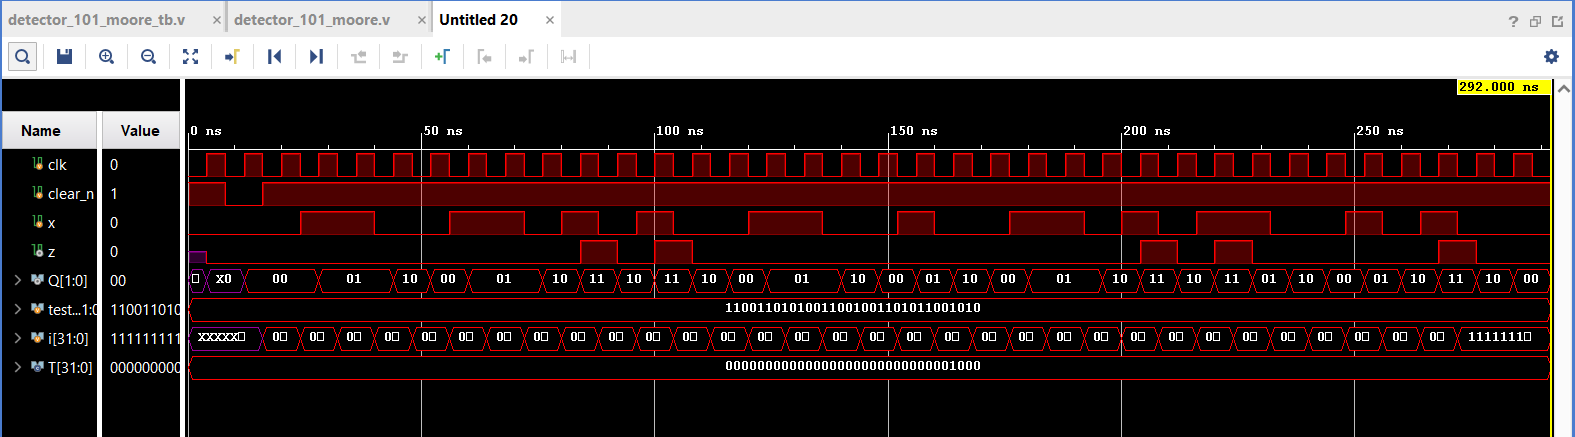 detector_101_moore_tb.v × detector_101_moore.v × Untitled 20 ×
292.000 ns
Name Value 0 ns 50 ns 100 ns 150 ns 200 ns 250 ns
clk 0
clear_n 1
x 0
z 0
Q[1:0] 00 X0 00 01 10 00 01 10 11 10 11 10 00 01 10 00 01 10 00 01 10 11 10 11 01 10 00 01 10 11 10 00
test...1:0 110011010 11001101010011001001101011001010
i[31:0] 111111111 XXXXX 00 00 00 00 00 00 00 00 00 00 00 00 00 00 00 00 00 00 00 00 00 00 00 00 00 00 00 00 00 00 00 00 1111111
T[31:0] 000000000 00000000000000000000000000001000